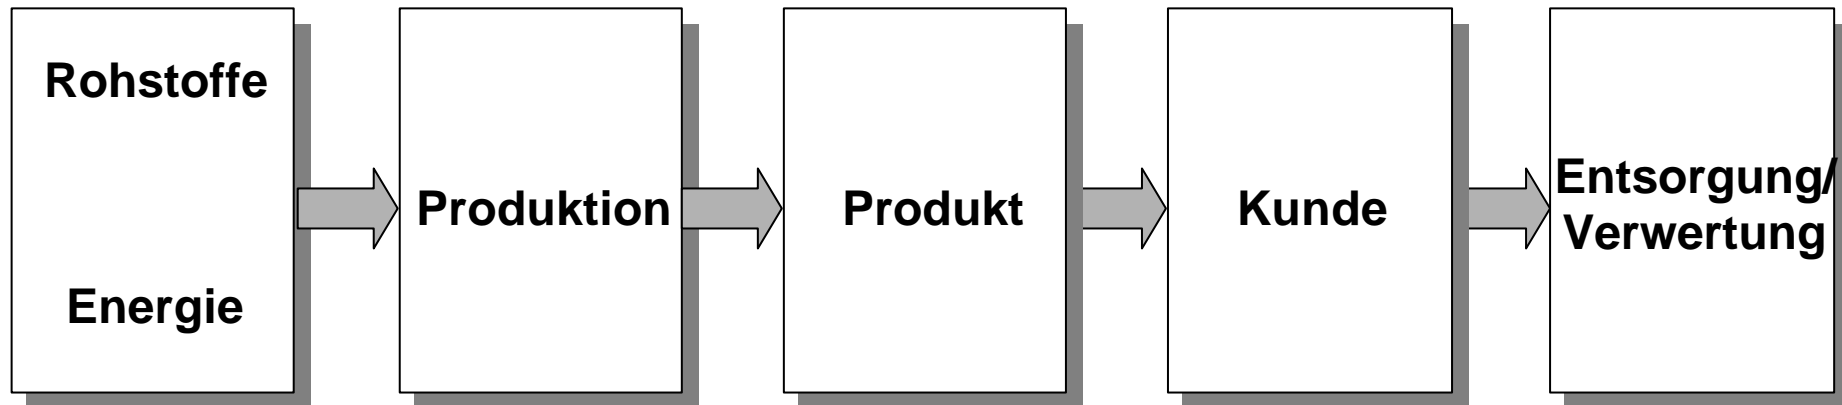 Rohstoffe
Energie
Produktion
Produkt
Kunde
Entsorgung/
Verwertung